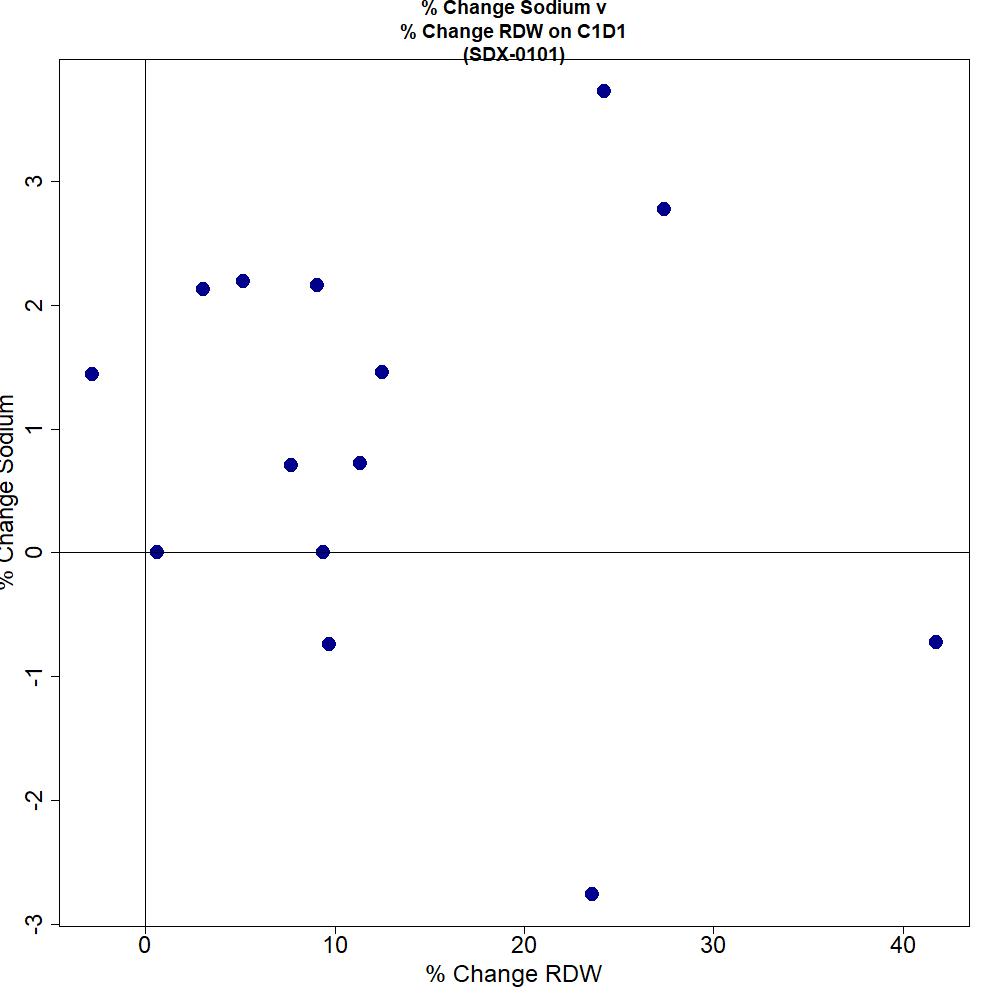 % Change Sodium v
% Change RDW on C1D1
(SDX-0101)
3
2
1
0
-1
-2
-3
% Change Sodium
0 10 20 30 40
% Change RDW